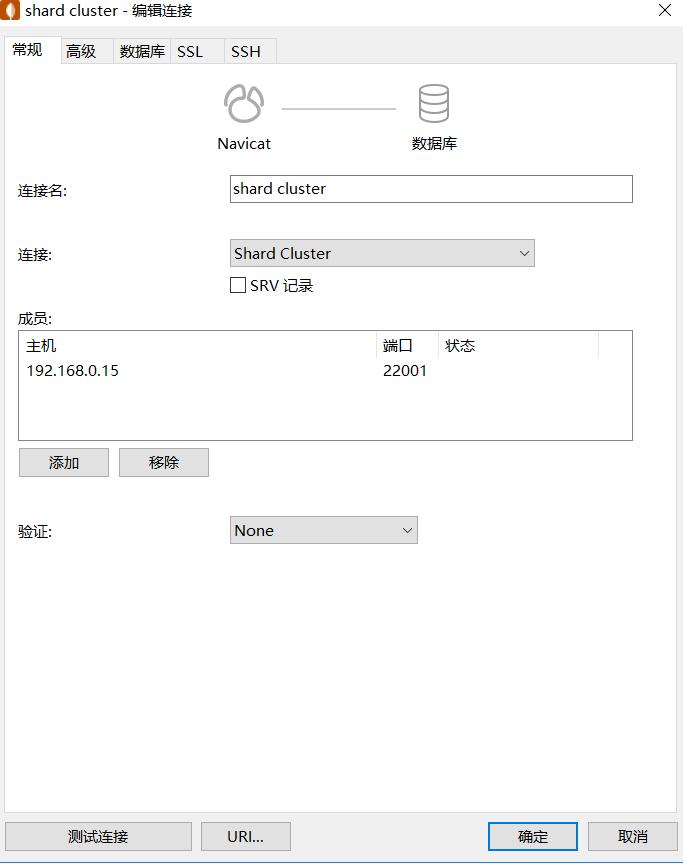 shard cluster - 编辑连接
常规 高级 数据库 SSL SSH
Navicat 数据库
连接名: shard cluster
连接: Shard Cluster
SRV 记录
成员:
主机 端口 状态
192.168.0.15 22001
添加 移除
验证: None
测试连接 URI... 确定 取消